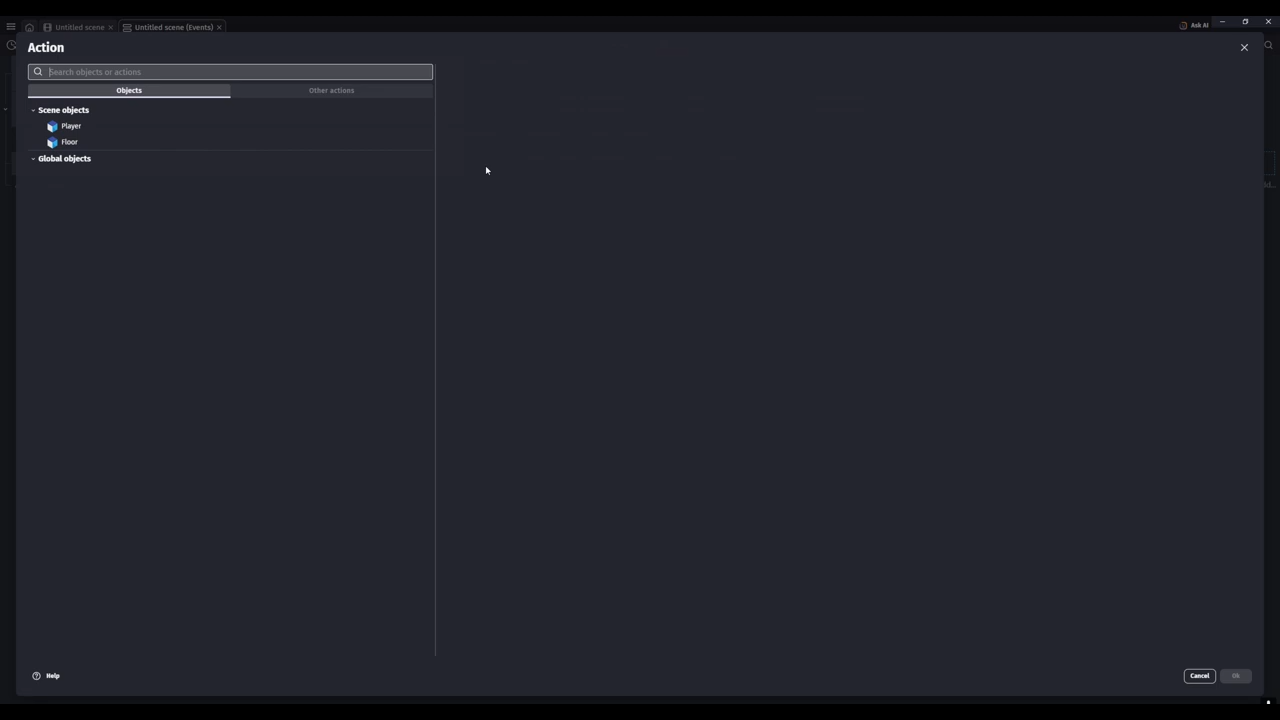 Untitled scene
Untitled scene (Events)
Ask AI
Action
Search objects or actions
Objects
Other actions
Scene objects
Player
Floor
Global objects
Help
Cancel
Ok